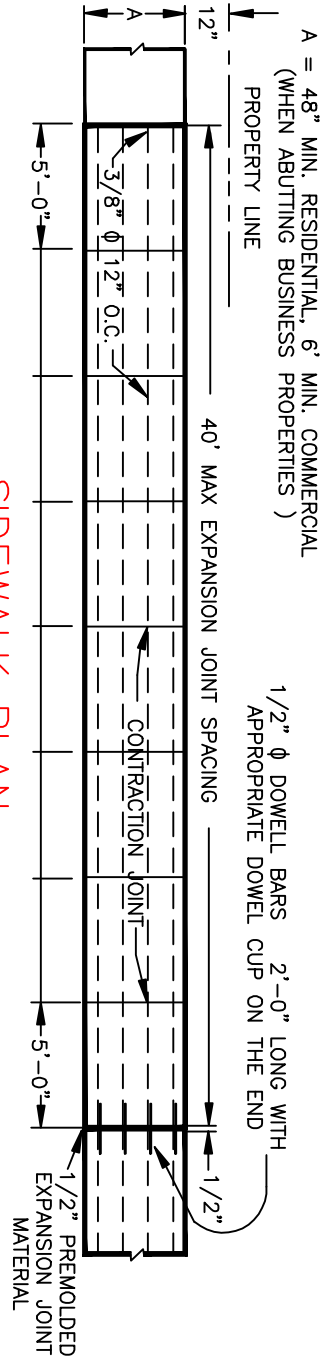 A = 48" MIN. RESIDENTIAL, 6' MIN. COMMERCIAL
(WHEN ABUTTING BUSINESS PROPERTIES )
12"
PROPERTY LINE
A
40' MAX EXPANSION JOINT SPACING
1/2" ϕ DOWELL BARS 2'-0" LONG WITH
APPROPRIATE DOWEL CUP ON THE END
1/2"
3/8" ϕ 12" O.C.
CONTRACTION JOINT
5'-0"
5'-0"
1/2" PREMOLDED
EXPANSION JOINT
MATERIAL
SIDEWALK PLAN